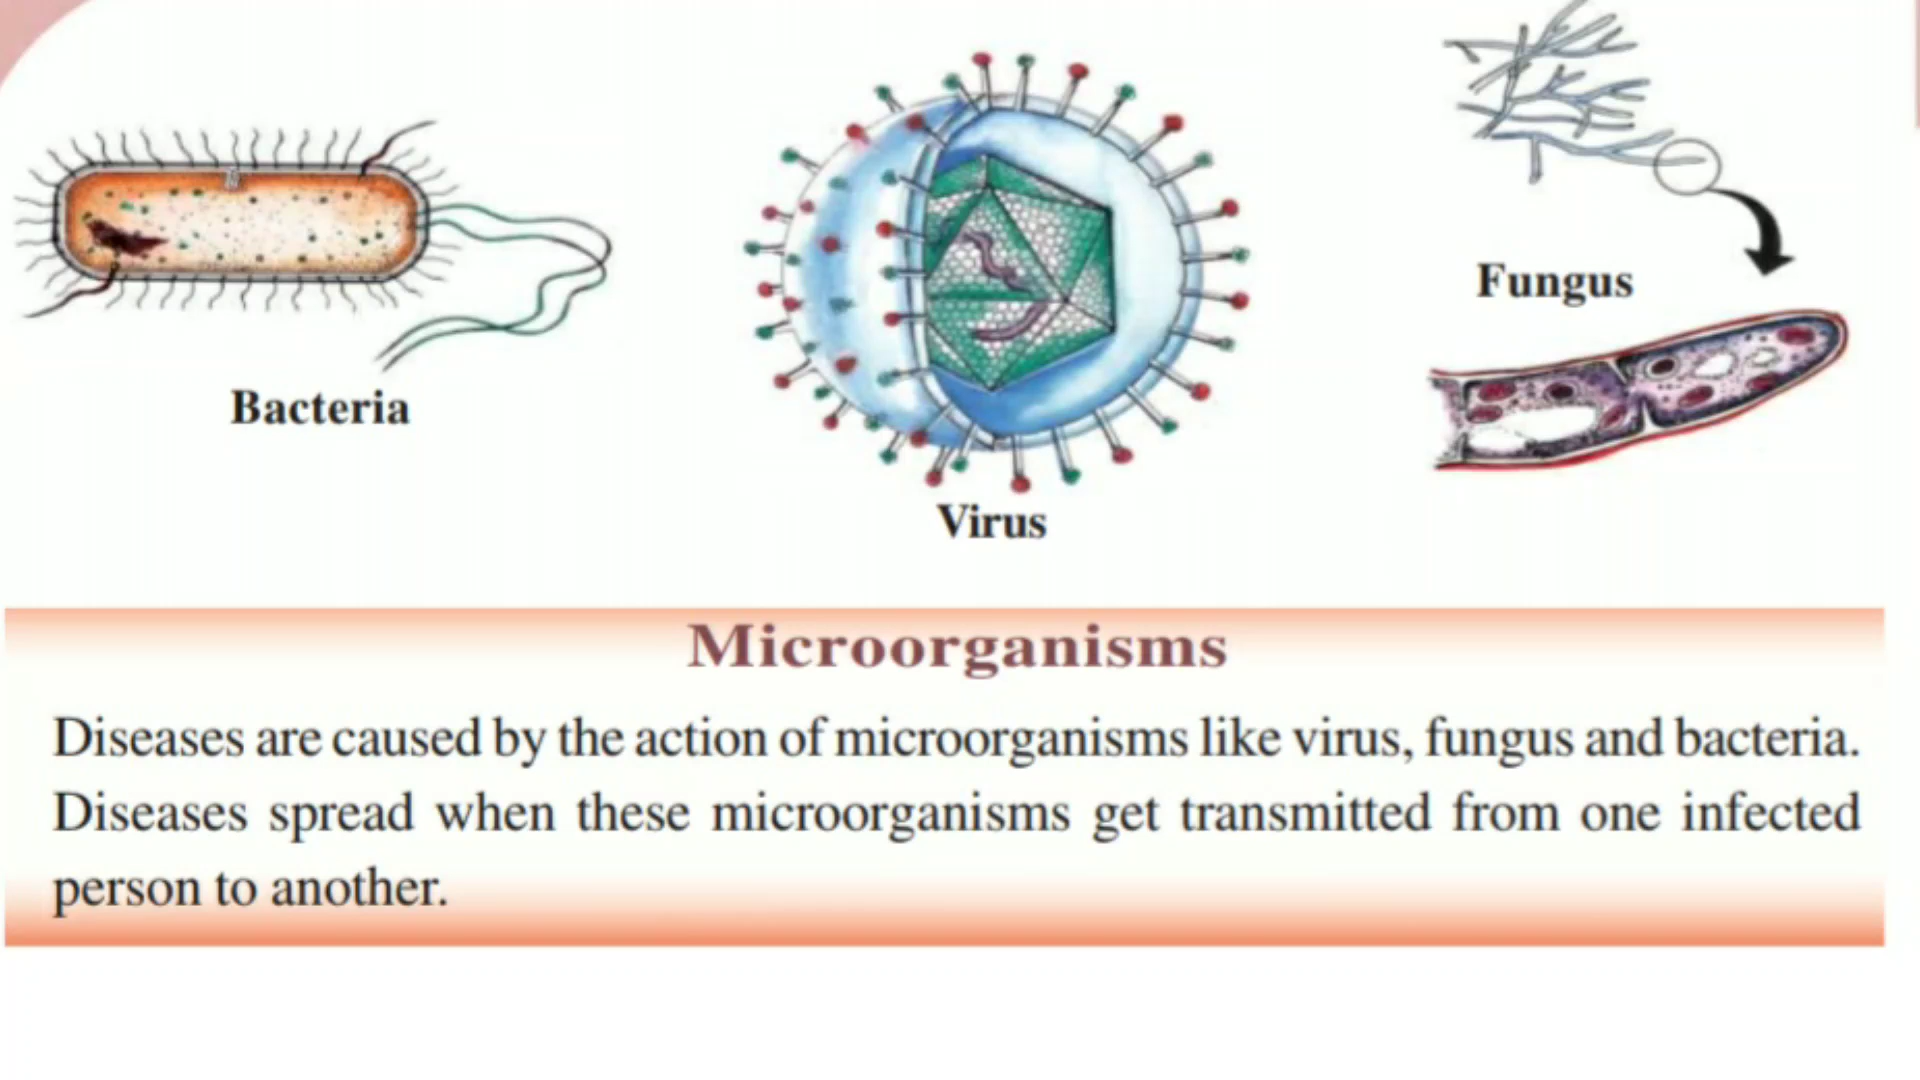 Bacteria
Virus
Fungus
Microorganisms
Diseases are caused by the action of microorganisms like virus, fungus and bacteria.
Diseases spread when these microorganisms get transmitted from one infected
person to another.